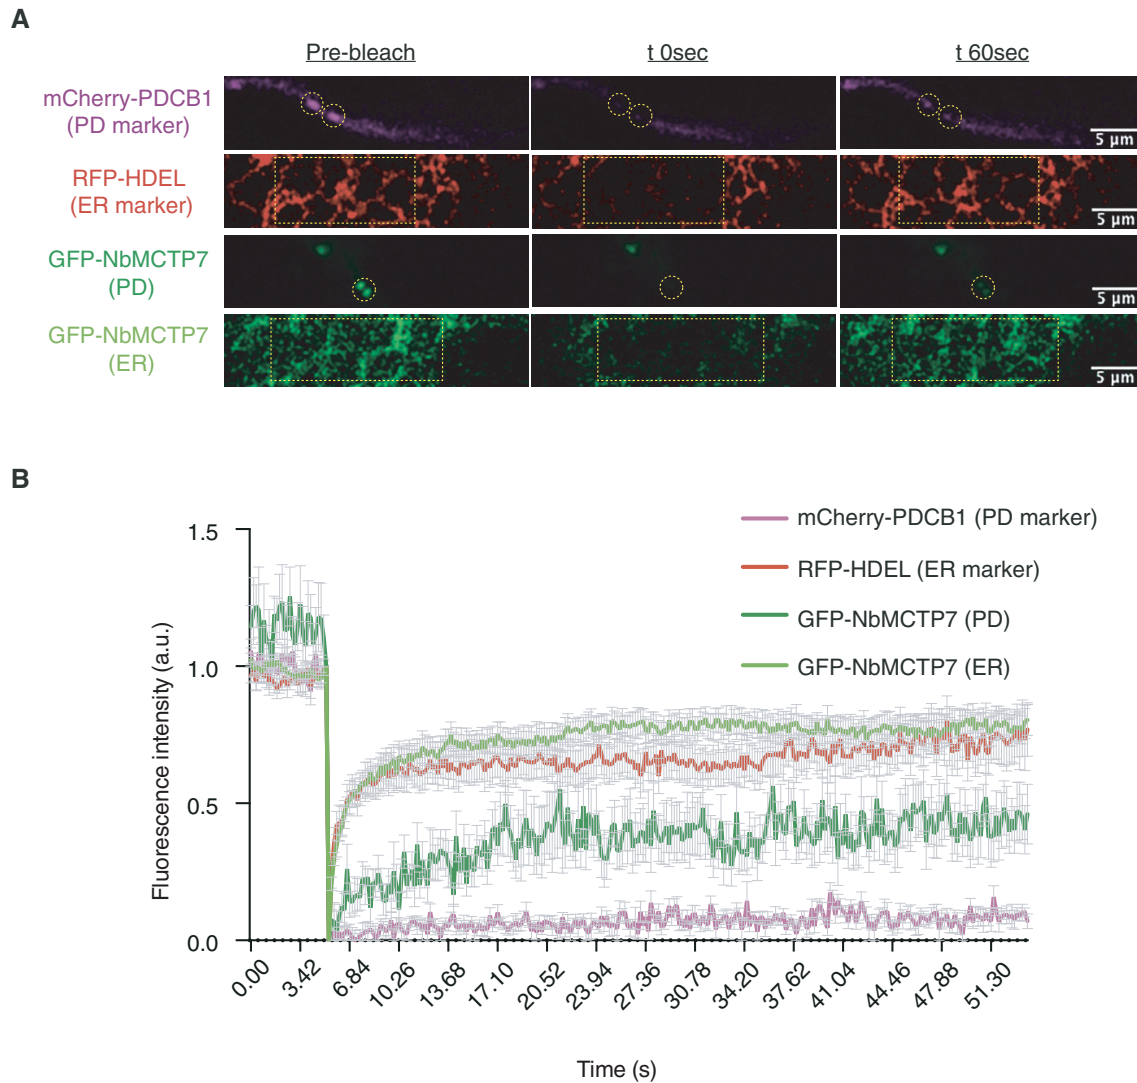 A
Pre-bleach t 0sec t 60sec
mCherry-PDCB1
(PD marker)
5 µm
RFP-HDEL
(ER marker)
5 µm
GFP-NbMCTP7
(PD)
5 µm
GFP-NbMCTP7
(ER)
5 µm
B
mCherry-PDCB1 (PD marker)
RFP-HDEL (ER marker)
GFP-NbMCTP7 (PD)
GFP-NbMCTP7 (ER)
Fluorescence intensity (a.u.)
1.5
1.0
0.5
0.0
0.00 3.42 6.84 10.26 13.68 17.10 20.52 23.94 27.36 30.78 34.20 37.62 41.04 44.46 47.88 51.30
Time (s)